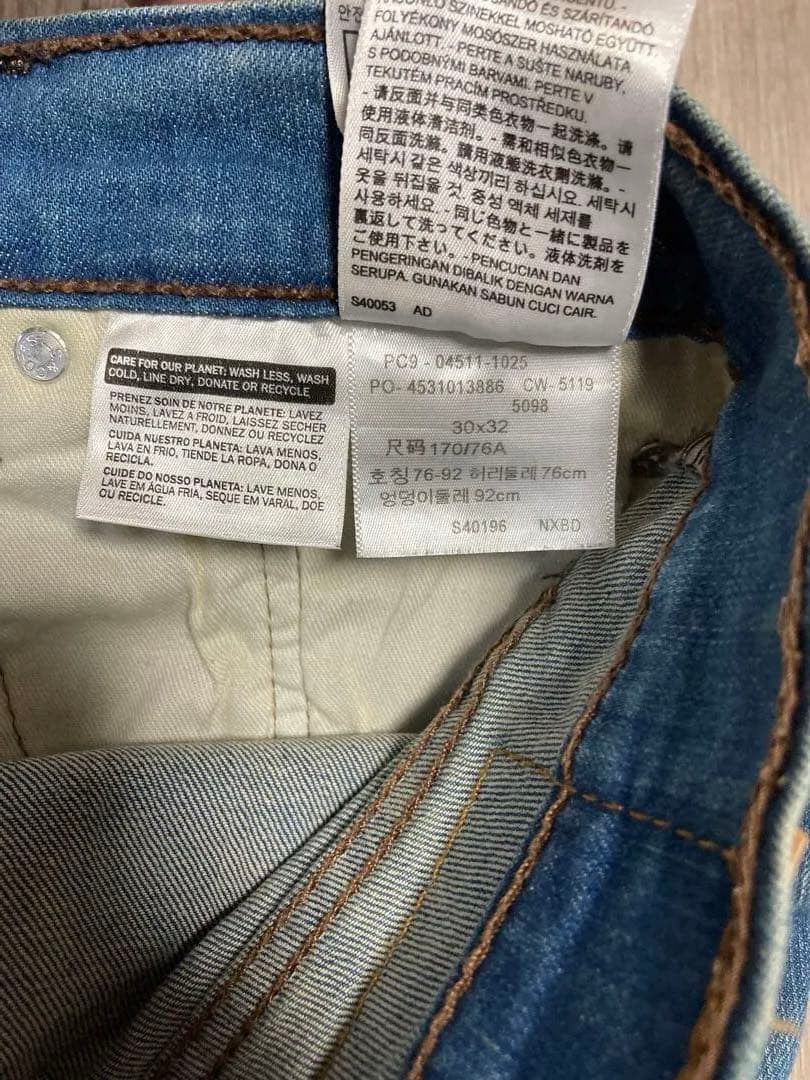 안전
SZÍNEKKEL MOSHATÓ EGYÜTT.
FOLYÉKONY MOSÓSZER HASZNÁLATA
AJÁNLOTT. - PERTE A SUŠTE NARUBY,
S PODOBNÝMI BARVAMI. PERTE V
TEKUTÉM PRACÍM PROSTŘEDKU.
- 请反面并与同类色衣物一起洗涤。请
使用液体清洁剂。- 需和相似色衣物一
同反面洗滌。請用液態洗衣劑洗滌。-
세탁시 같은 색상끼리 하십시요. 세탁시
옷을 뒤집을 것. 중성 액체 세제를
사용하세요. - 同じ色物と一緒に製品を
裏返して洗ってください。液体洗剤を
ご使用下さい。- PENCUCIAN DAN
PENGERINGAN DIBALIK DENGAN WARNA
SERUPA. GUNAKAN SABUN CUCI CAIR.
S40053 AD
CARE FOR OUR PLANET: WASH LESS, WASH
COLD, LINE DRY, DONATE OR RECYCLE
PRENEZ SOIN DE NOTRE PLANETE: LAVEZ
MOINS, LAVEZ A FROID, LAISSEZ SECHER
NATURELLEMENT, DONNEZ OU RECYCLEZ
CUIDA NUESTRO PLANETA: LAVA MENOS,
LAVA EN FRIO, TIENDE LA ROPA, DONA O
RECICLA.
CUIDE DO NOSSO PLANETA: LAVE MENOS,
LAVE EM ÁGUA FRIA, SEQUE EM VARAL, DOE
OU RECICLE.
PC9 - 04511-1025
PO- 4531013886 CW- 5119
5098
30x32
尺码 170/76A
호칭 76-92 허리둘레 76cm
엉덩이둘레 92cm
S40196 NXBD